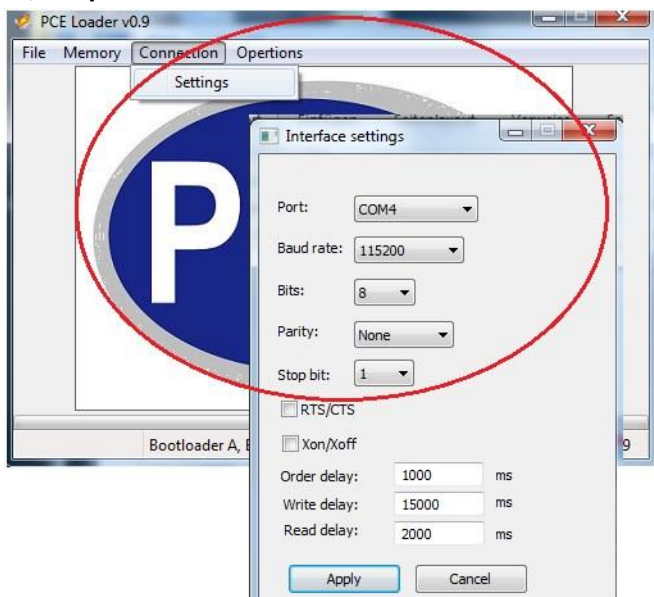 PCE Loader v0.9
File Memory Connection Opertions
Settings
P
Interface settings
Port: COM4
Baud rate: 115200
Bits: 8
Parity: None
Stop bit: 1
RTS/CTS
Xon/Xoff
Bootloader A, 9
Order delay: 1000 ms
Write delay: 15000 ms
Read delay: 2000 ms
Apply Cancel